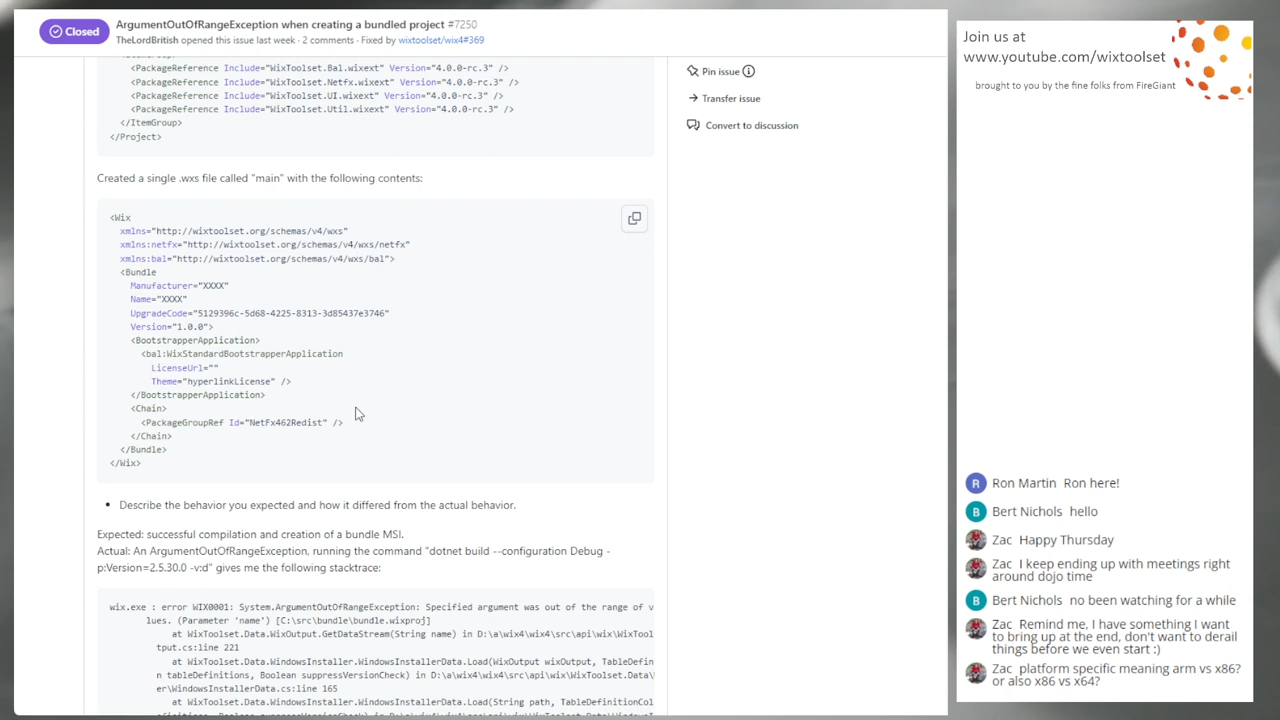 Closed
ArgumentOutOfRangeException when creating a bundled project #7250
TheLordBritish opened this issue last week · 2 comments · Fixed by wixtoolset/wix4#369
<PackageReference Include="WixToolset.Bal.wixext" Version="4.0.0-rc.3" />
<PackageReference Include="WixToolset.Netfx.wixext" Version="4.0.0-rc.3" />
<PackageReference Include="WixToolset.UI.wixext" Version="4.0.0-rc.3" />
<PackageReference Include="WixToolset.Util.wixext" Version="4.0.0-rc.3" />
</ItemGroup>
</Project>
Created a single .wxs file called "main" with the following contents:
<Wix
xmlns="http://wixtoolset.org/schemas/v4/wxs"
xmlns:netfx="http://wixtoolset.org/schemas/v4/wxs/netfx"
xmlns:bal="http://wixtoolset.org/schemas/v4/wxs/bal">
<Bundle
Manufacturer="XXXX"
Name="XXXX"
UpgradeCode="5129396c-5d68-4225-8313-3d85437e3746"
Version="1.0.0">
<BootstrapperApplication>
<bal:WixStandardBootstrapperApplication
LicenseUrl=""
Theme="hyperlinkLicense" />
</BootstrapperApplication>
<Chain>
<PackageGroupRef Id="NetFx462Redist" />
</Chain>
</Bundle>
</Wix>
• Describe the behavior you expected and how it differed from the actual behavior.
Expected: successful compilation and creation of a bundle MSI.
Actual: An ArgumentOutOfRangeException, running the command "dotnet build --configuration Debug -
p:Version=2.5.30.0 -v:d" gives me the following stacktrace:
wix.exe : error WIX0001: System.ArgumentOutOfRangeException: Specified argument was out of the range of v
lues. (Parameter 'name') [C:\src\bundle\bundle.wixproj]
at WixToolset.Data.WixOutput.GetDataStream(String name) in D:\a\wix4\wix4\src\api\wix\WixTool
tput.cs:line 221
at WixToolset.Data.WindowsInstaller.WindowsInstallerData.Load(WixOutput wixOutput, TableDefin
n tableDefinitions, Boolean suppressVersionCheck) in D:\a\wix4\wix4\src\api\wix\WixToolset.Data\
er\WindowsInstallerData.cs:line 165
at WixToolset.Data.WindowsInstaller.WindowsInstallerData.Load(String path, TableDefinitionCol
Pin issue
Transfer issue
Convert to discussion
Join us at
www.youtube.com/wixtoolset
brought to you by the fine folks from FireGiant
R Ron Martin Ron here!
B Bert Nichols hello
Zac Happy Thursday
Zac I keep ending up with meetings right
around dojo time
B Bert Nichols no been watching for a while
Zac Remind me, I have something I want
to bring up at the end, don't want to derail
things before we even start :)
Zac platform specific meaning arm vs x86?
or also x86 vs x64?